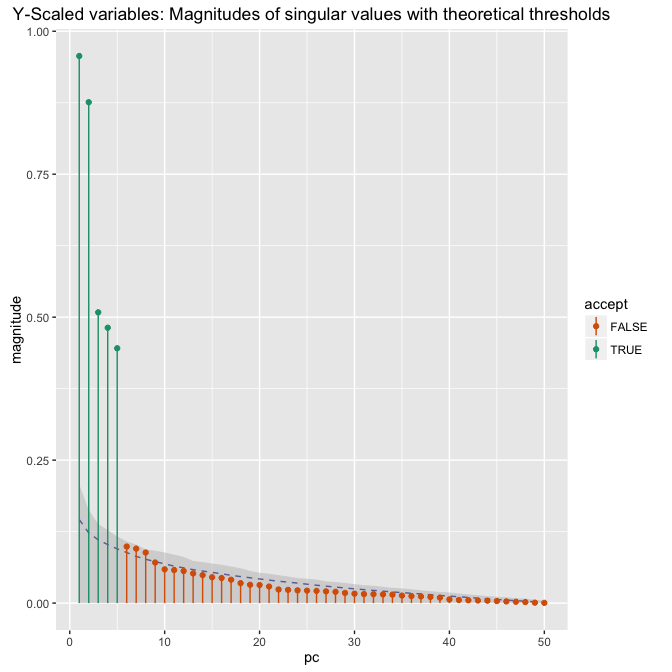 Y-Scaled variables: Magnitudes of singular values with theoretical thresholds
1.00
0.75
0.50
0.25
0.00
magnitude
0 10 20 30 40 50
pc
accept
FALSE
TRUE